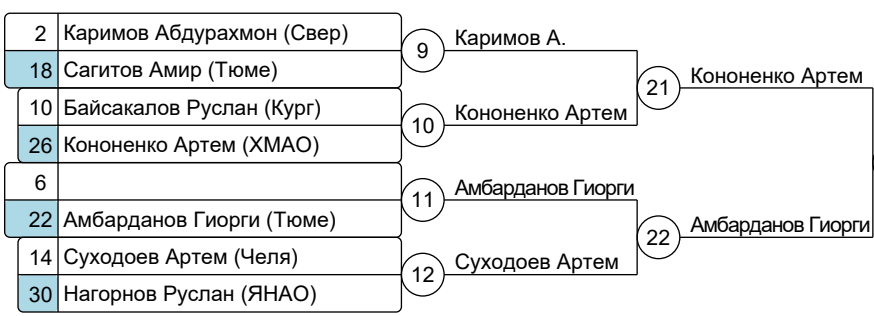 2 Каримов Абдурахмон (Свер)
18 Сагитов Амир (Тюме)
9 Каримов А.
10 Байсакалов Руслан (Кург)
26 Кононенко Артем (ХМАО)
10 Кононенко Артем
21 Кононенко Артем
6
22 Амбарданов Гиорги (Тюме)
11 Амбарданов Гиорги
14 Суходоев Артем (Челя)
30 Нагорнов Руслан (ЯНАО)
12 Суходоев Артем
22 Амбарданов Гиорги